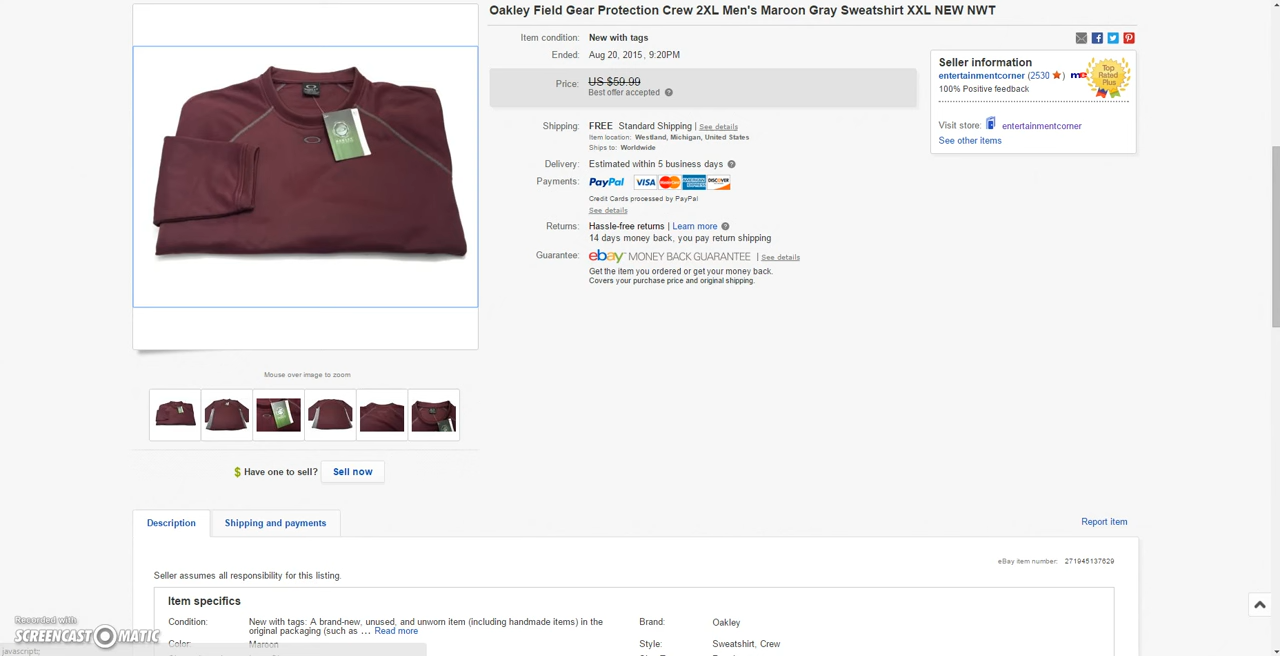 Oakley Field Gear Protection Crew 2XL Men's Maroon Gray Sweatshirt XXL NEW NWT
Item condition: New with tags
Ended: Aug 20, 2015, 9:20PM
Price: US $59.99
Best offer accepted ?
Shipping: FREE Standard Shipping | See details
Item location: Westland, Michigan, United States
Ships to: Worldwide
Delivery: Estimated within 5 business days ?
Payments: PayPal VISA MasterCard AMERICAN EXPRESS DISCOVER
Credit Cards processed by PayPal
See details
Returns: Hassle-free returns | Learn more ?
14 days money back, you pay return shipping
Guarantee: ebay MONEY BACK GUARANTEE | See details
Get the item you ordered or get your money back.
Covers your purchase price and original shipping.
Seller information
entertainmentcorner (2530 ) me
100% Positive feedback
Top
Rated
Plus
Visit store: entertainmentcorner
See other items
Mouse over image to zoom
$ Have one to sell? Sell now
Description
Shipping and payments
Report item
eBay item number: 271945137629
Seller assumes all responsibility for this listing.
Item specifics
Condition: New with tags: A brand-new, unused, and unworn item (including handmade items) in the
original packaging (such as ... Read more
Brand: Oakley
Color: Maroon
Style: Sweatshirt, Crew
Recorded with
SCREENCAST-O-MATIC
javascript:;